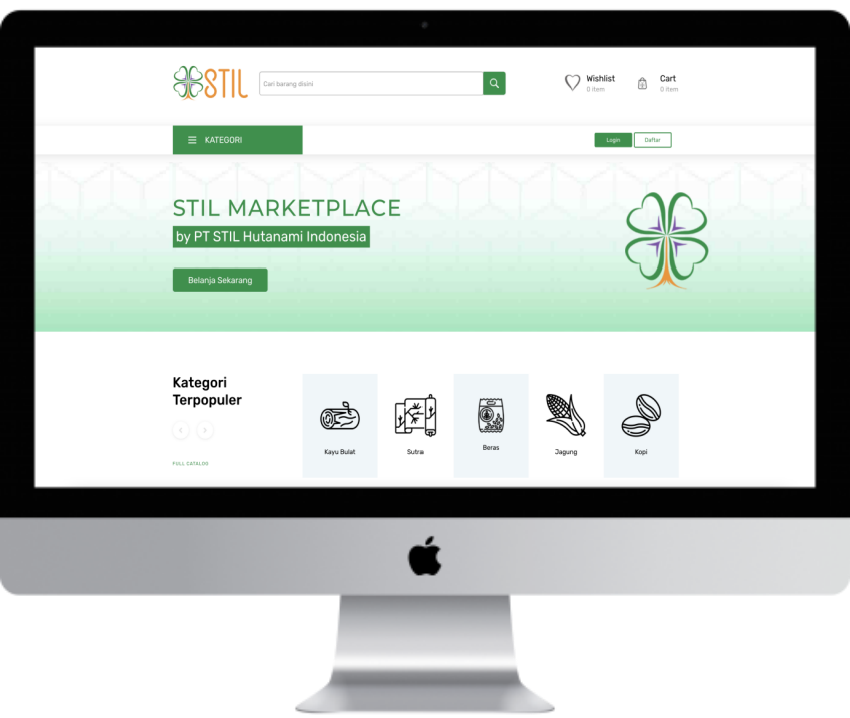 STIL
Cari barang disini
Wishlist
0 item
Cart
0 item
KATEGORI
Login
Daftar
STIL MARKETPLACE
by PT STIL Hutanami Indonesia
Belanja Sekarang
Kategori
Terpopuler
FULL CATALOG
Kayu Bulat
Sutra
Beras
Jagung
Kopi